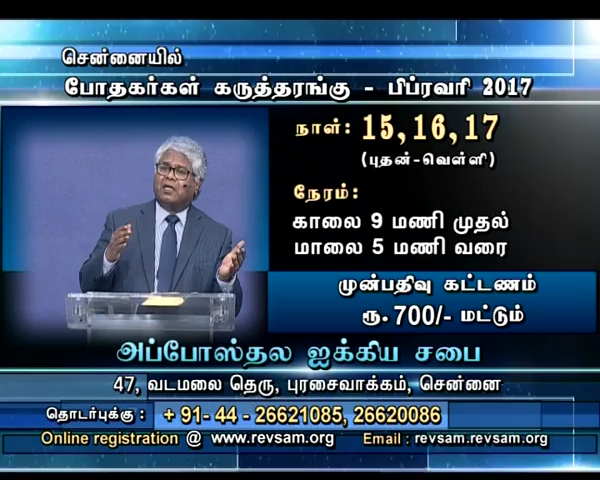 சென்னையில்
போதகர்கள் கருத்தரங்கு - பிப்ரவரி 2017
நாள்: 15,16,17
(புதன்-வெள்ளி)
நேரம்:
காலை 9 மணி முதல்
மாலை 5 மணி வரை
முன்பதிவு கட்டணம்
ரூ.700/- மட்டும்
அப்போஸ்தல ஐக்கிய சபை
47, வடமலை தெரு, புரசைவாக்கம், சென்னை
தொடர்புக்கு : + 91- 44 - 26621085, 26620086
Online registration @ www.revsam.org Email : revsam.revsam.org